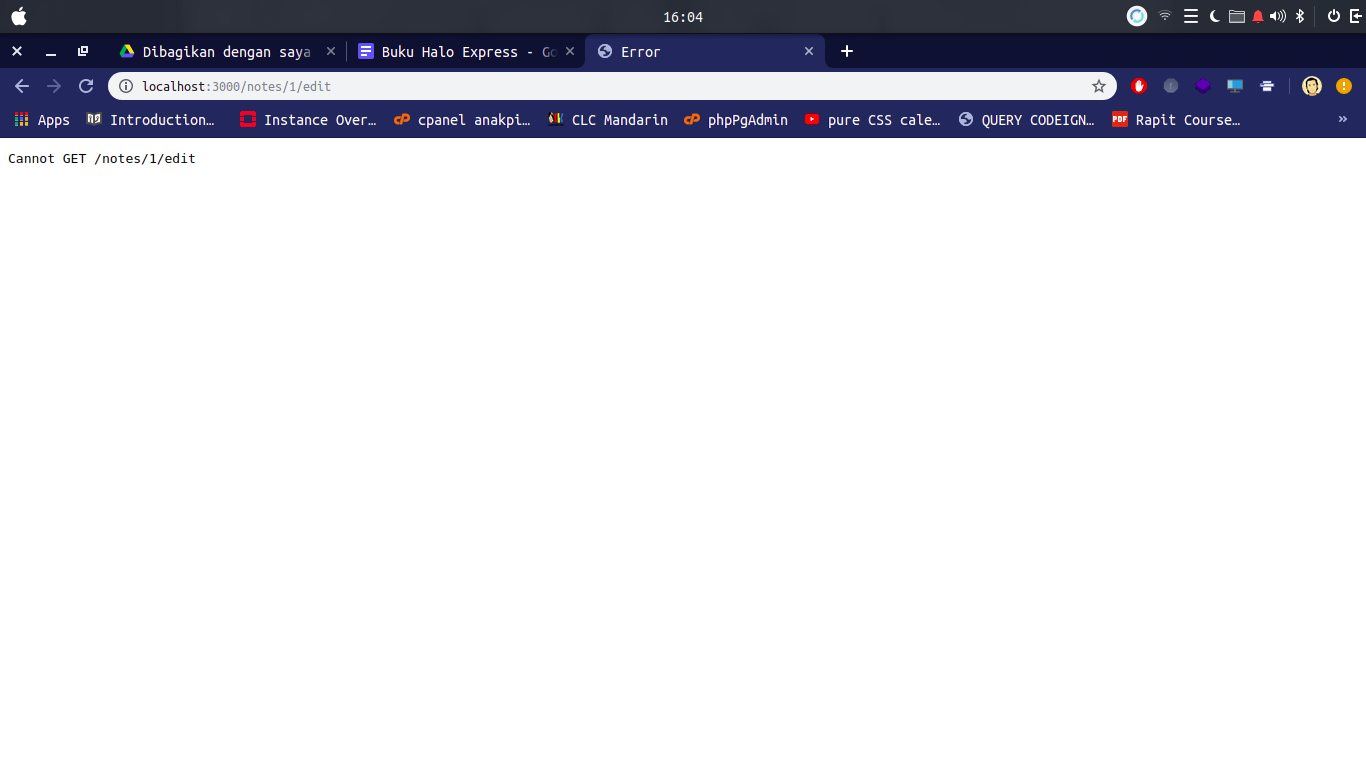 16:04
Dibagikan dengan saya
Buku Halo Express - Go
Error
localhost:3000/notes/1/edit
Apps
Introduction...
Instance Over...
cpanel anakpi...
CLC Mandarin
phpPgAdmin
pure CSS cale...
QUERY CODEIGN...
PDF
Rapit Course...
»
Cannot GET /notes/1/edit